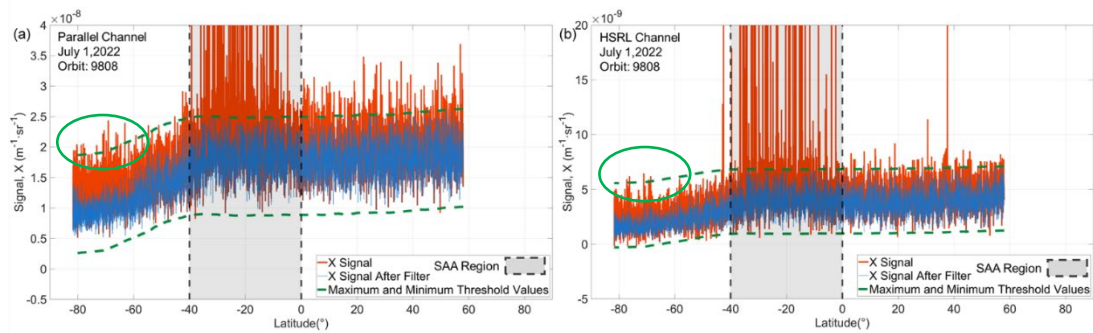 ×10⁻⁸
(a)
Parallel Channel
July 1,2022
Orbit: 9808
4
3.5
3
2.5
2
1.5
1
0.5
0
-0.5
Signal, X (m⁻¹·sr⁻¹)
X Signal
SAA Region
X Signal After Filter
Maximum and Minimum Threshold Values
-80 -60 -40 -20 0 20 40 60 80
Latitude(°)
20 ×10⁻⁹
(b)
HSRL Channel
July 1,2022
Orbit: 9808
15
10
5
0
-5
Signal, X (m⁻¹·sr⁻¹)
X Signal
SAA Region
X Signal After Filter
Maximum and Minimum Threshold Values
-80 -60 -40 -20 0 20 40 60 80
Latitude(°)